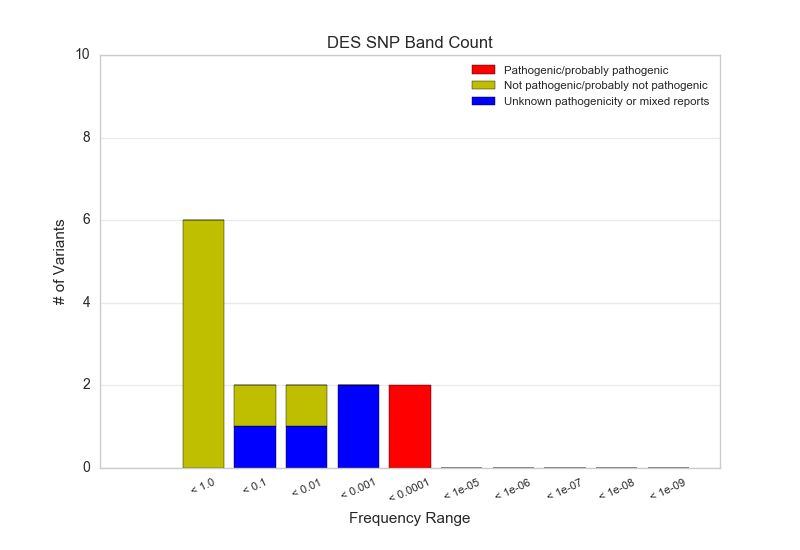 DES SNP Band Count
10
8
6
4
2
0
# of Variants
Pathogenic/probably pathogenic
Not pathogenic/probably not pathogenic
Unknown pathogenicity or mixed reports
< 1.0
< 0.1
< 0.01
< 0.001
< 0.0001
< 1e-05
< 1e-06
< 1e-07
< 1e-08
< 1e-09
Frequency Range